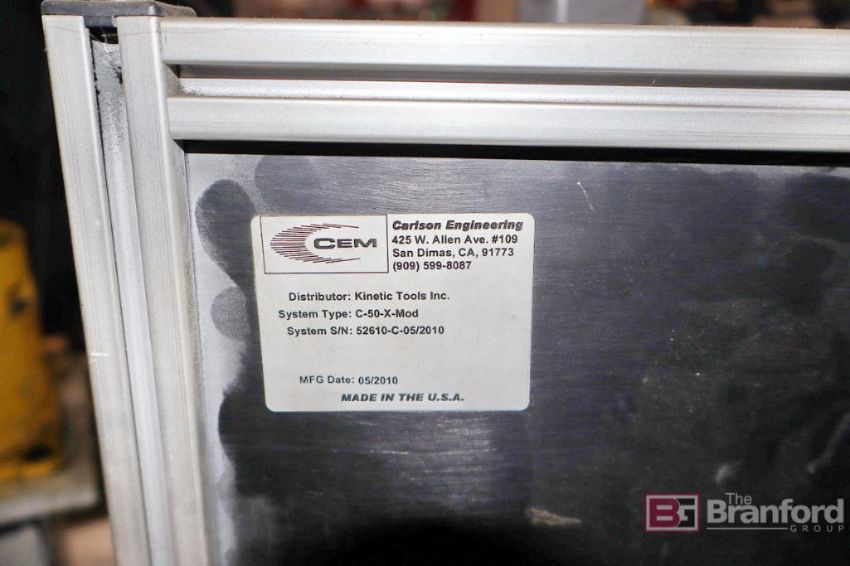 CEM
Carlson Engineering
425 W. Allen Ave. #109
San Dimas, CA, 91773
(909) 599-8087
Distributor: Kinetic Tools Inc.
System Type: C-50-X-Mod
System S/N: 52610-C-05/2010
MFG Date: 05/2010
MADE IN THE U.S.A.
BG
The
Branford
GROUP